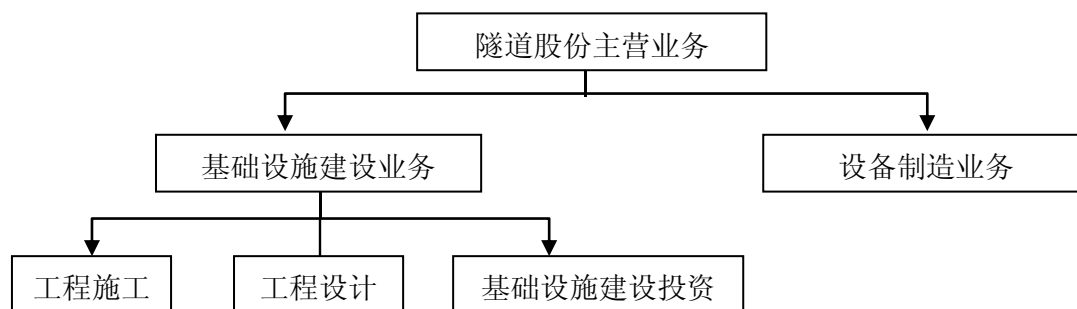 隧道股份主营业务
基础设施建设业务
设备制造业务
工程施工
工程设计
基础设施建设投资